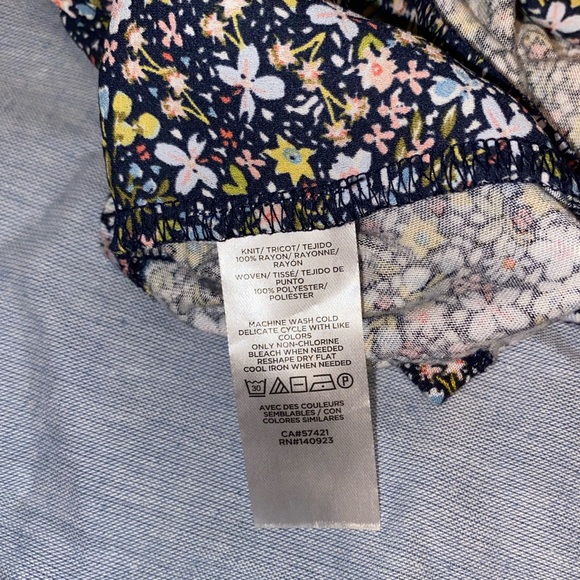 KNIT/ TRICOT/ TEJIDO
100% RAYON/ RAYONNE/
RAYON
WOVEN/ TISSÉ/ TEJIDO DE
PUNTO
100% POLYESTER/
POLIÉSTER
MACHINE WASH COLD
DELICATE CYCLE WITH LIKE
COLORS
ONLY NON-CHLORINE
BLEACH WHEN NEEDED
RESHAPE DRY FLAT
COOL IRON WHEN NEEDED
30 P
AVEC DES COULEURS
SEMBLABLES / CON
COLORES SIMILARES
CA#57421
RN#140923